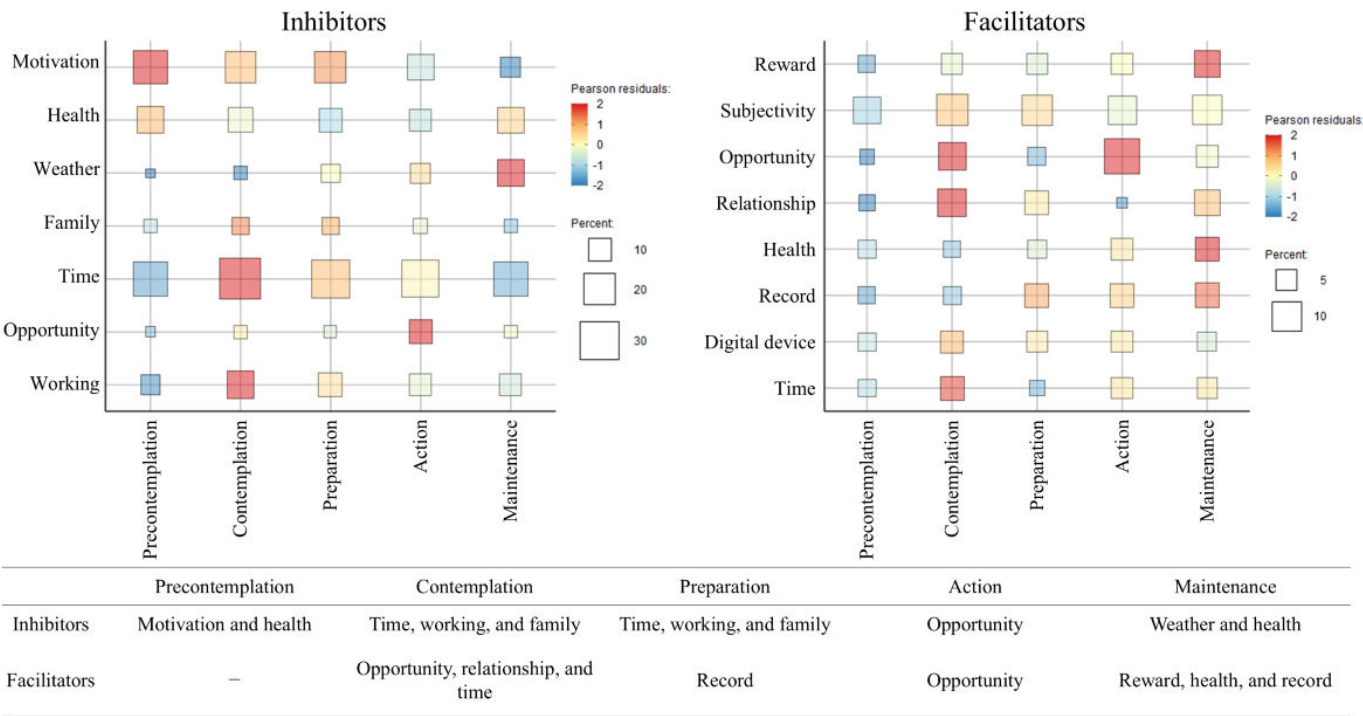 Inhibitors
Motivation
Health
Weather
Family
Time
Opportunity
Working
Precontemplation
Contemplation
Preparation
Action
Maintenance
Pearson residuals:
2
1
0
-1
-2
Percent:
10
20
30
Facilitators
Reward
Subjectivity
Opportunity
Relationship
Health
Record
Digital device
Time
Precontemplation
Contemplation
Preparation
Action
Maintenance
Pearson residuals:
2
1
0
-1
-2
Percent:
5
10
Precontemplation Contemplation Preparation Action Maintenance
Inhibitors Motivation and health Time, working, and family Time, working, and family Opportunity Weather and health
Facilitators – Opportunity, relationship, and time Record Opportunity Reward, health, and record